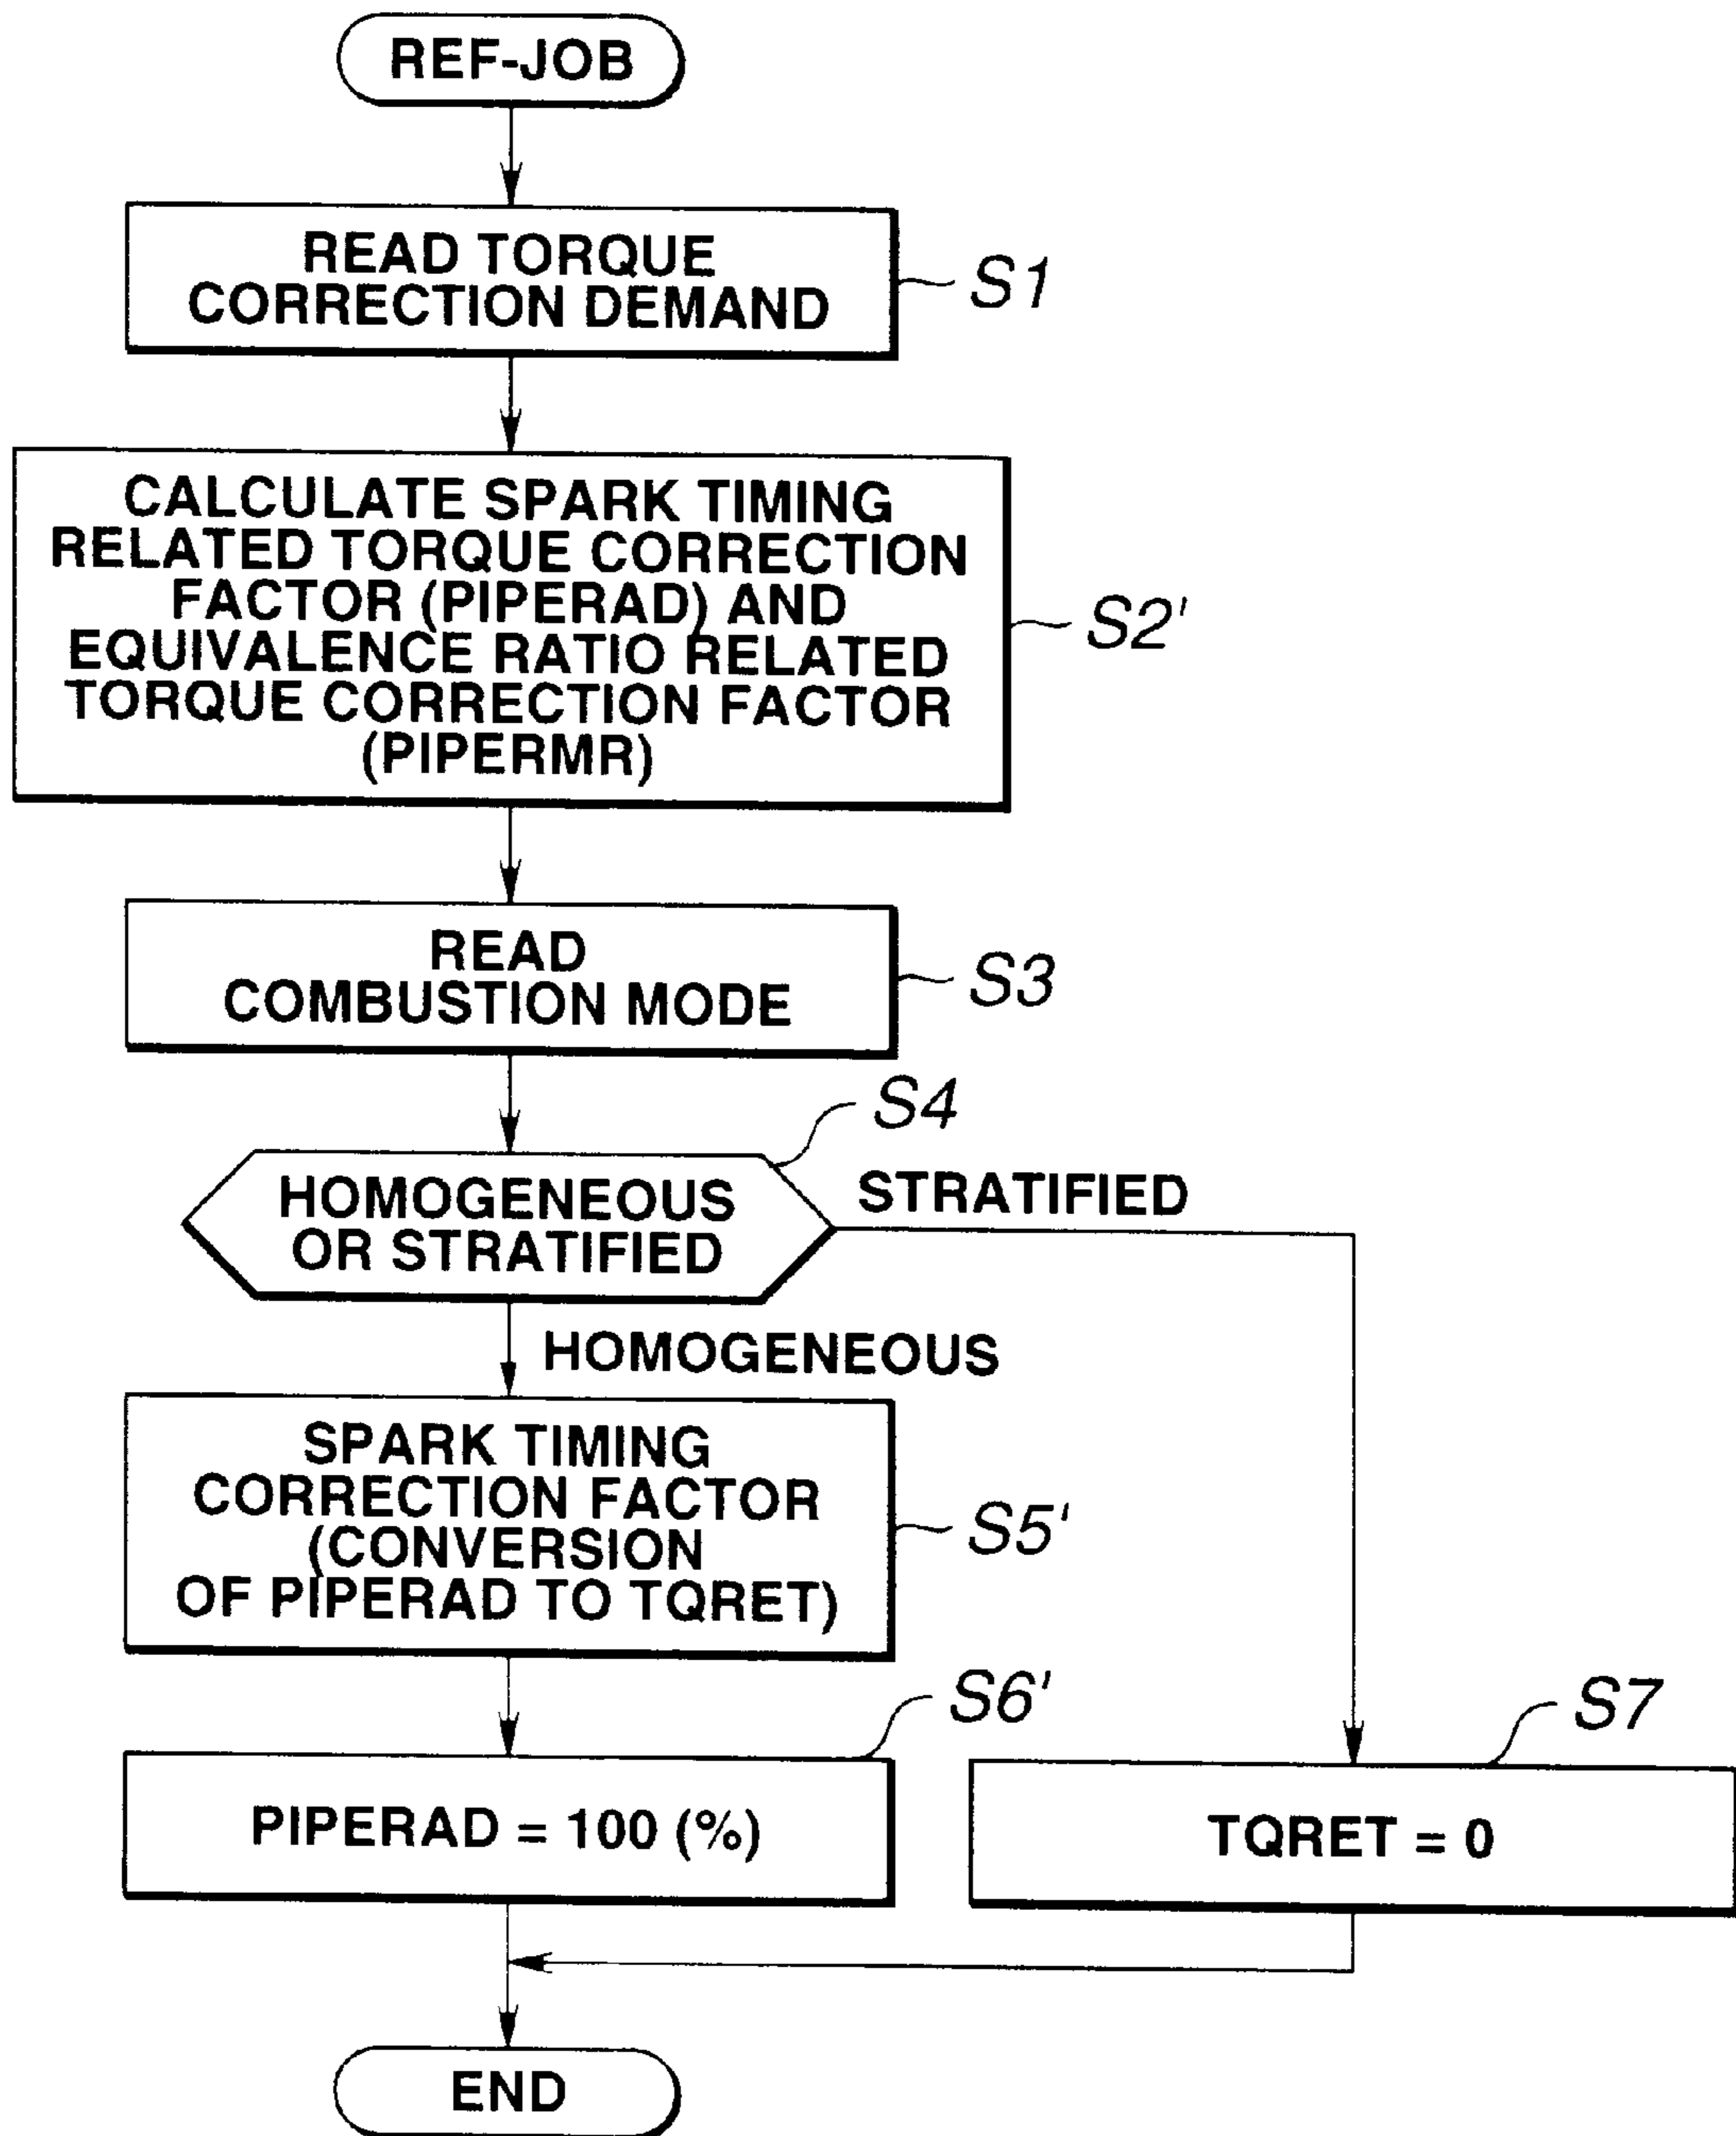 REF-JOB
READ TORQUE
CORRECTION DEMAND
S1
CALCULATE SPARK TIMING
RELATED TORQUE CORRECTION
FACTOR (PIPERAD) AND
EQUIVALENCE RATIO RELATED
TORQUE CORRECTION FACTOR
(PIPERMR)
S2'
READ
COMBUSTION MODE
S3
S4
HOMOGENEOUS
OR STRATIFIED
STRATIFIED
HOMOGENEOUS
SPARK TIMING
CORRECTION FACTOR
(CONVERSION
OF PIPERAD TO TQRET)
S5'
S6'
PIPERAD = 100 (%)
S7
TQRET = 0
END